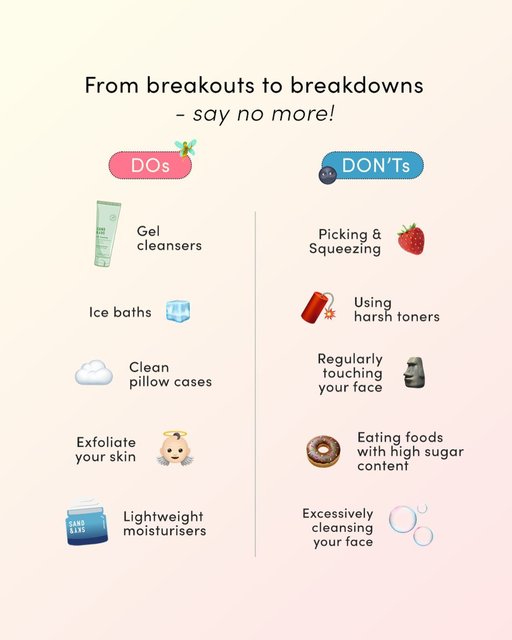 From breakouts to breakdowns
- say no more!
DOs
DON'Ts
Gel
cleansers
Ice baths
Clean
pillow cases
Exfoliate
your skin
SAND
&SKY
Lightweight
moisturisers
Picking &
Squeezing
Using
harsh toners
Regularly
touching
your face
Eating foods
with high sugar
content
Excessively
cleansing
your face